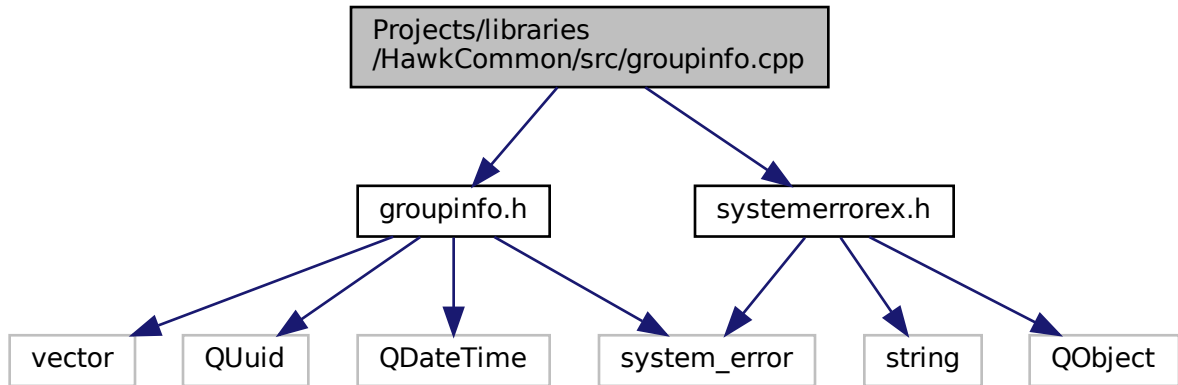 Projects/libraries
/HawkCommon/src/groupinfo.cpp
groupinfo.h
systemerrorex.h
vector
QUuid
QDateTime
system_error
string
QObject